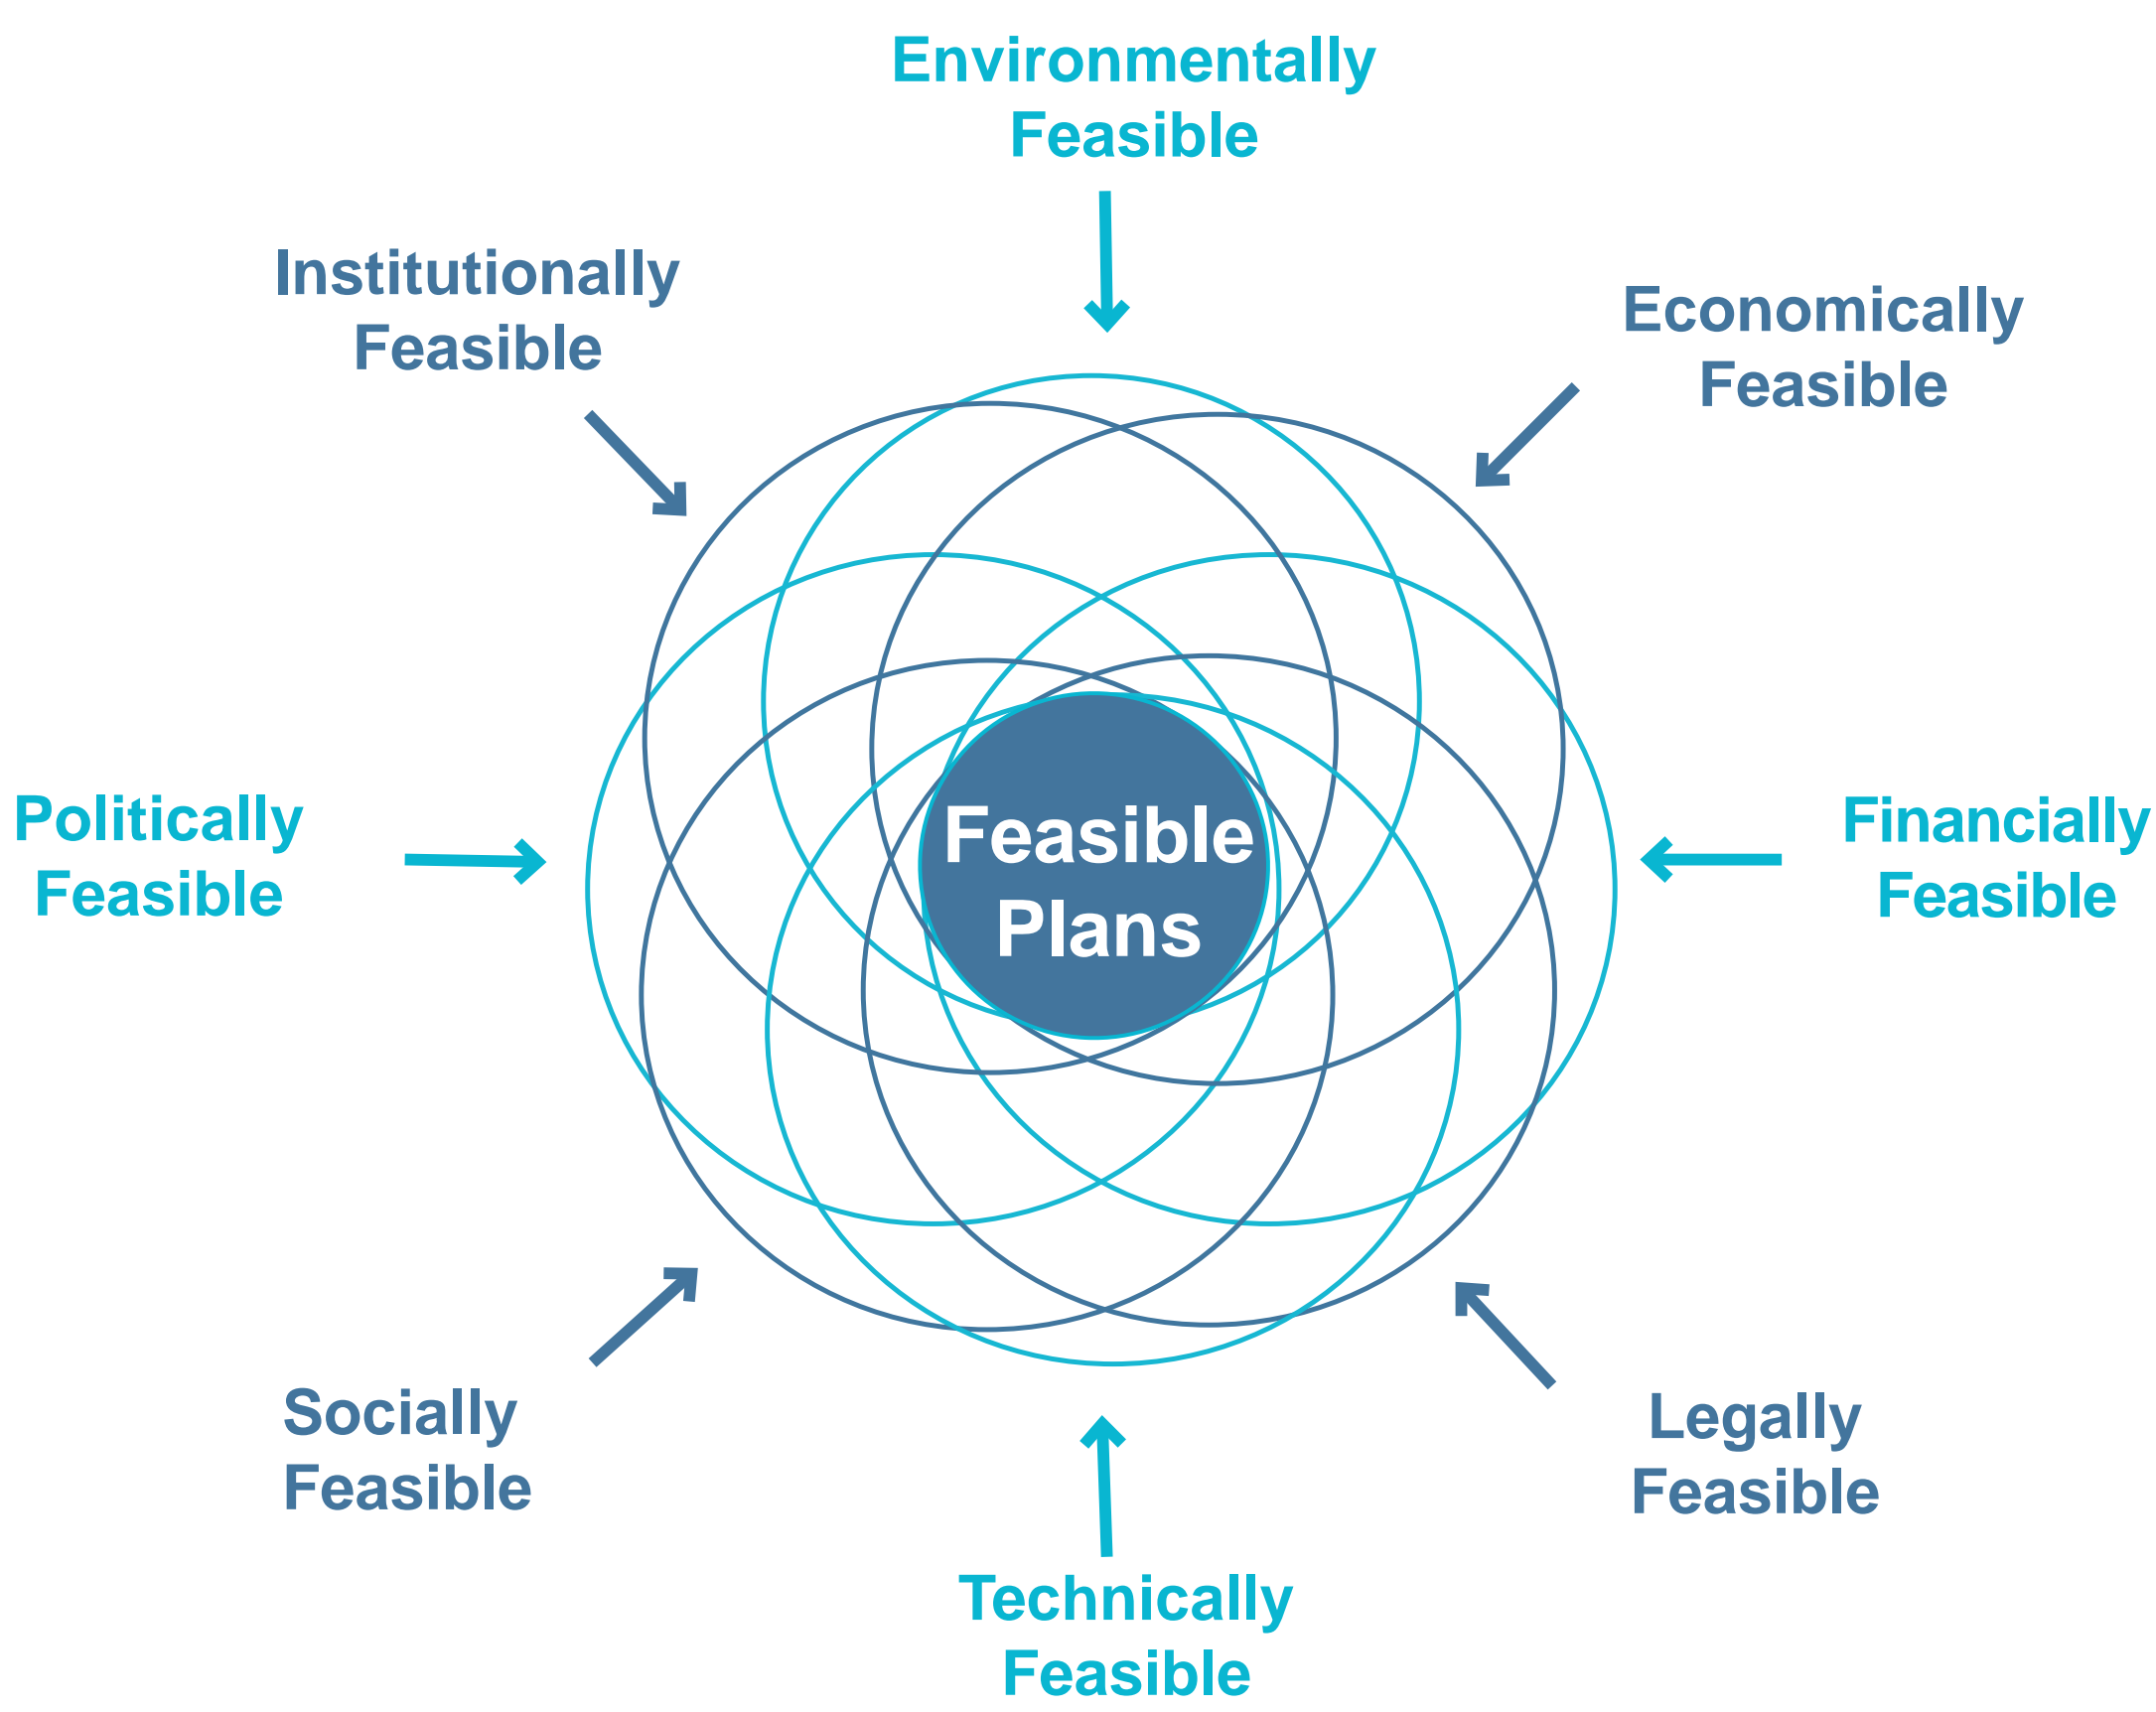 Environmentally
Feasible
Institutionally
Feasible
Economically
Feasible
Politically
Feasible
Feasible
Plans
Financially
Feasible
Socially
Feasible
Legally
Feasible
Technically
Feasible